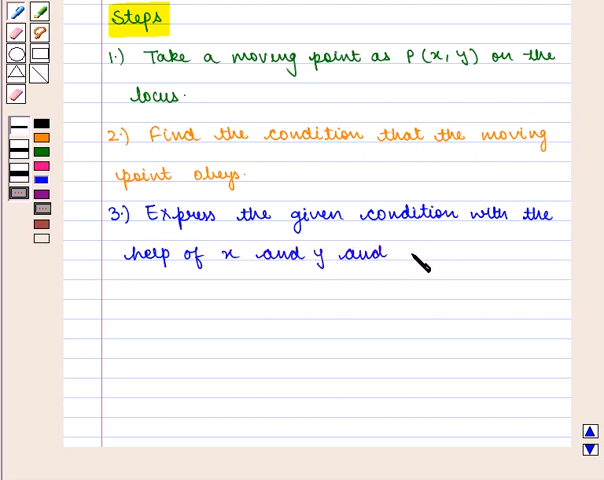 Steps
1.) Take a moving point as P(x, y) on the
locus.
2.) Find the condition that the moving
point obeys.
3.) Express the given condition with the
help of x and y and